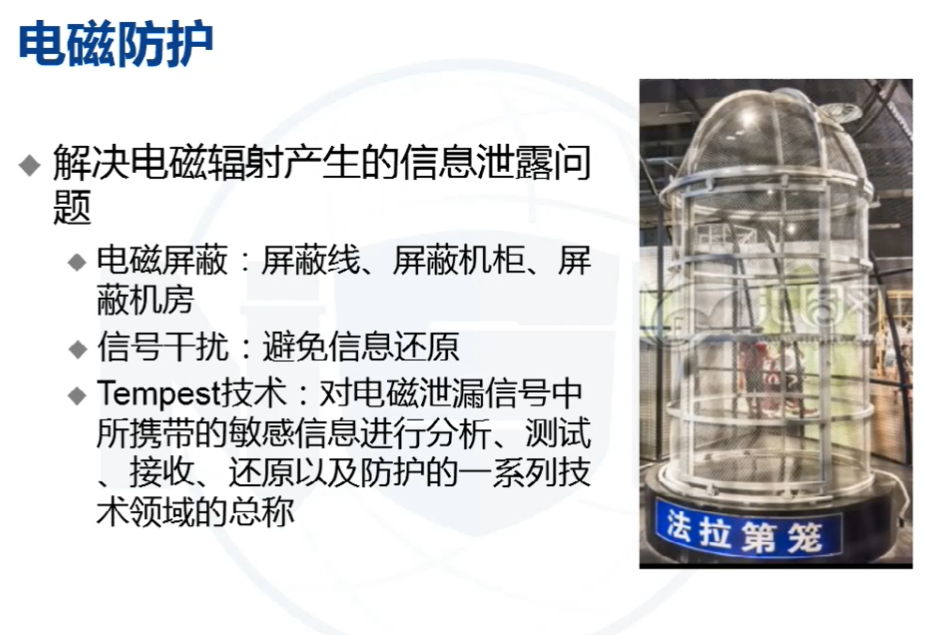 电磁防护
解决电磁辐射产生的信息泄露问
题
电磁屏蔽：屏蔽线、屏蔽机柜、屏
蔽机房
信号干扰：避免信息还原
Tempest技术：对电磁泄漏信号中
所携带的敏感信息进行分析、测试
、接收、还原以及防护的一系列技
术领域的总称
法拉第笼